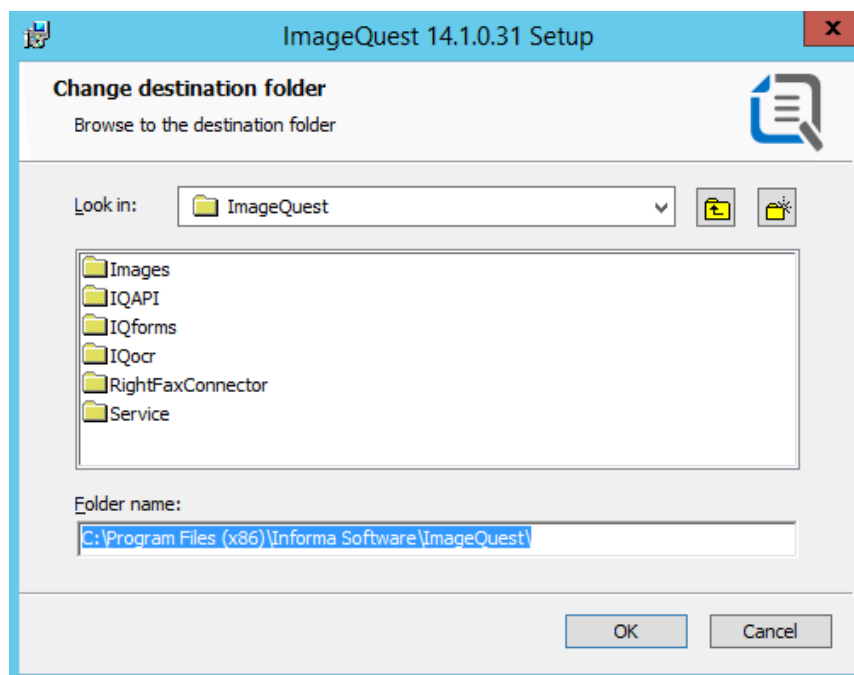 ImageQuest 14.1.0.31 Setup
x
Change destination folder
Browse to the destination folder
Look in:
ImageQuest
Images
IQAPI
IQforms
IQocr
RightFaxConnector
Service
Folder name:
C:\Program Files (x86)\Informa Software\ImageQuest\
OK
Cancel